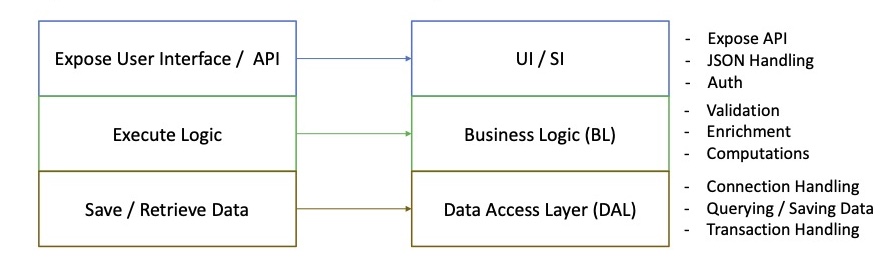 Expose User Interface / API
UI / SI
- Expose API
- JSON Handling
- Auth
Execute Logic
Business Logic (BL)
- Validation
- Enrichment
- Computations
Save / Retrieve Data
Data Access Layer (DAL)
- Connection Handling
- Querying / Saving Data
- Transaction Handling